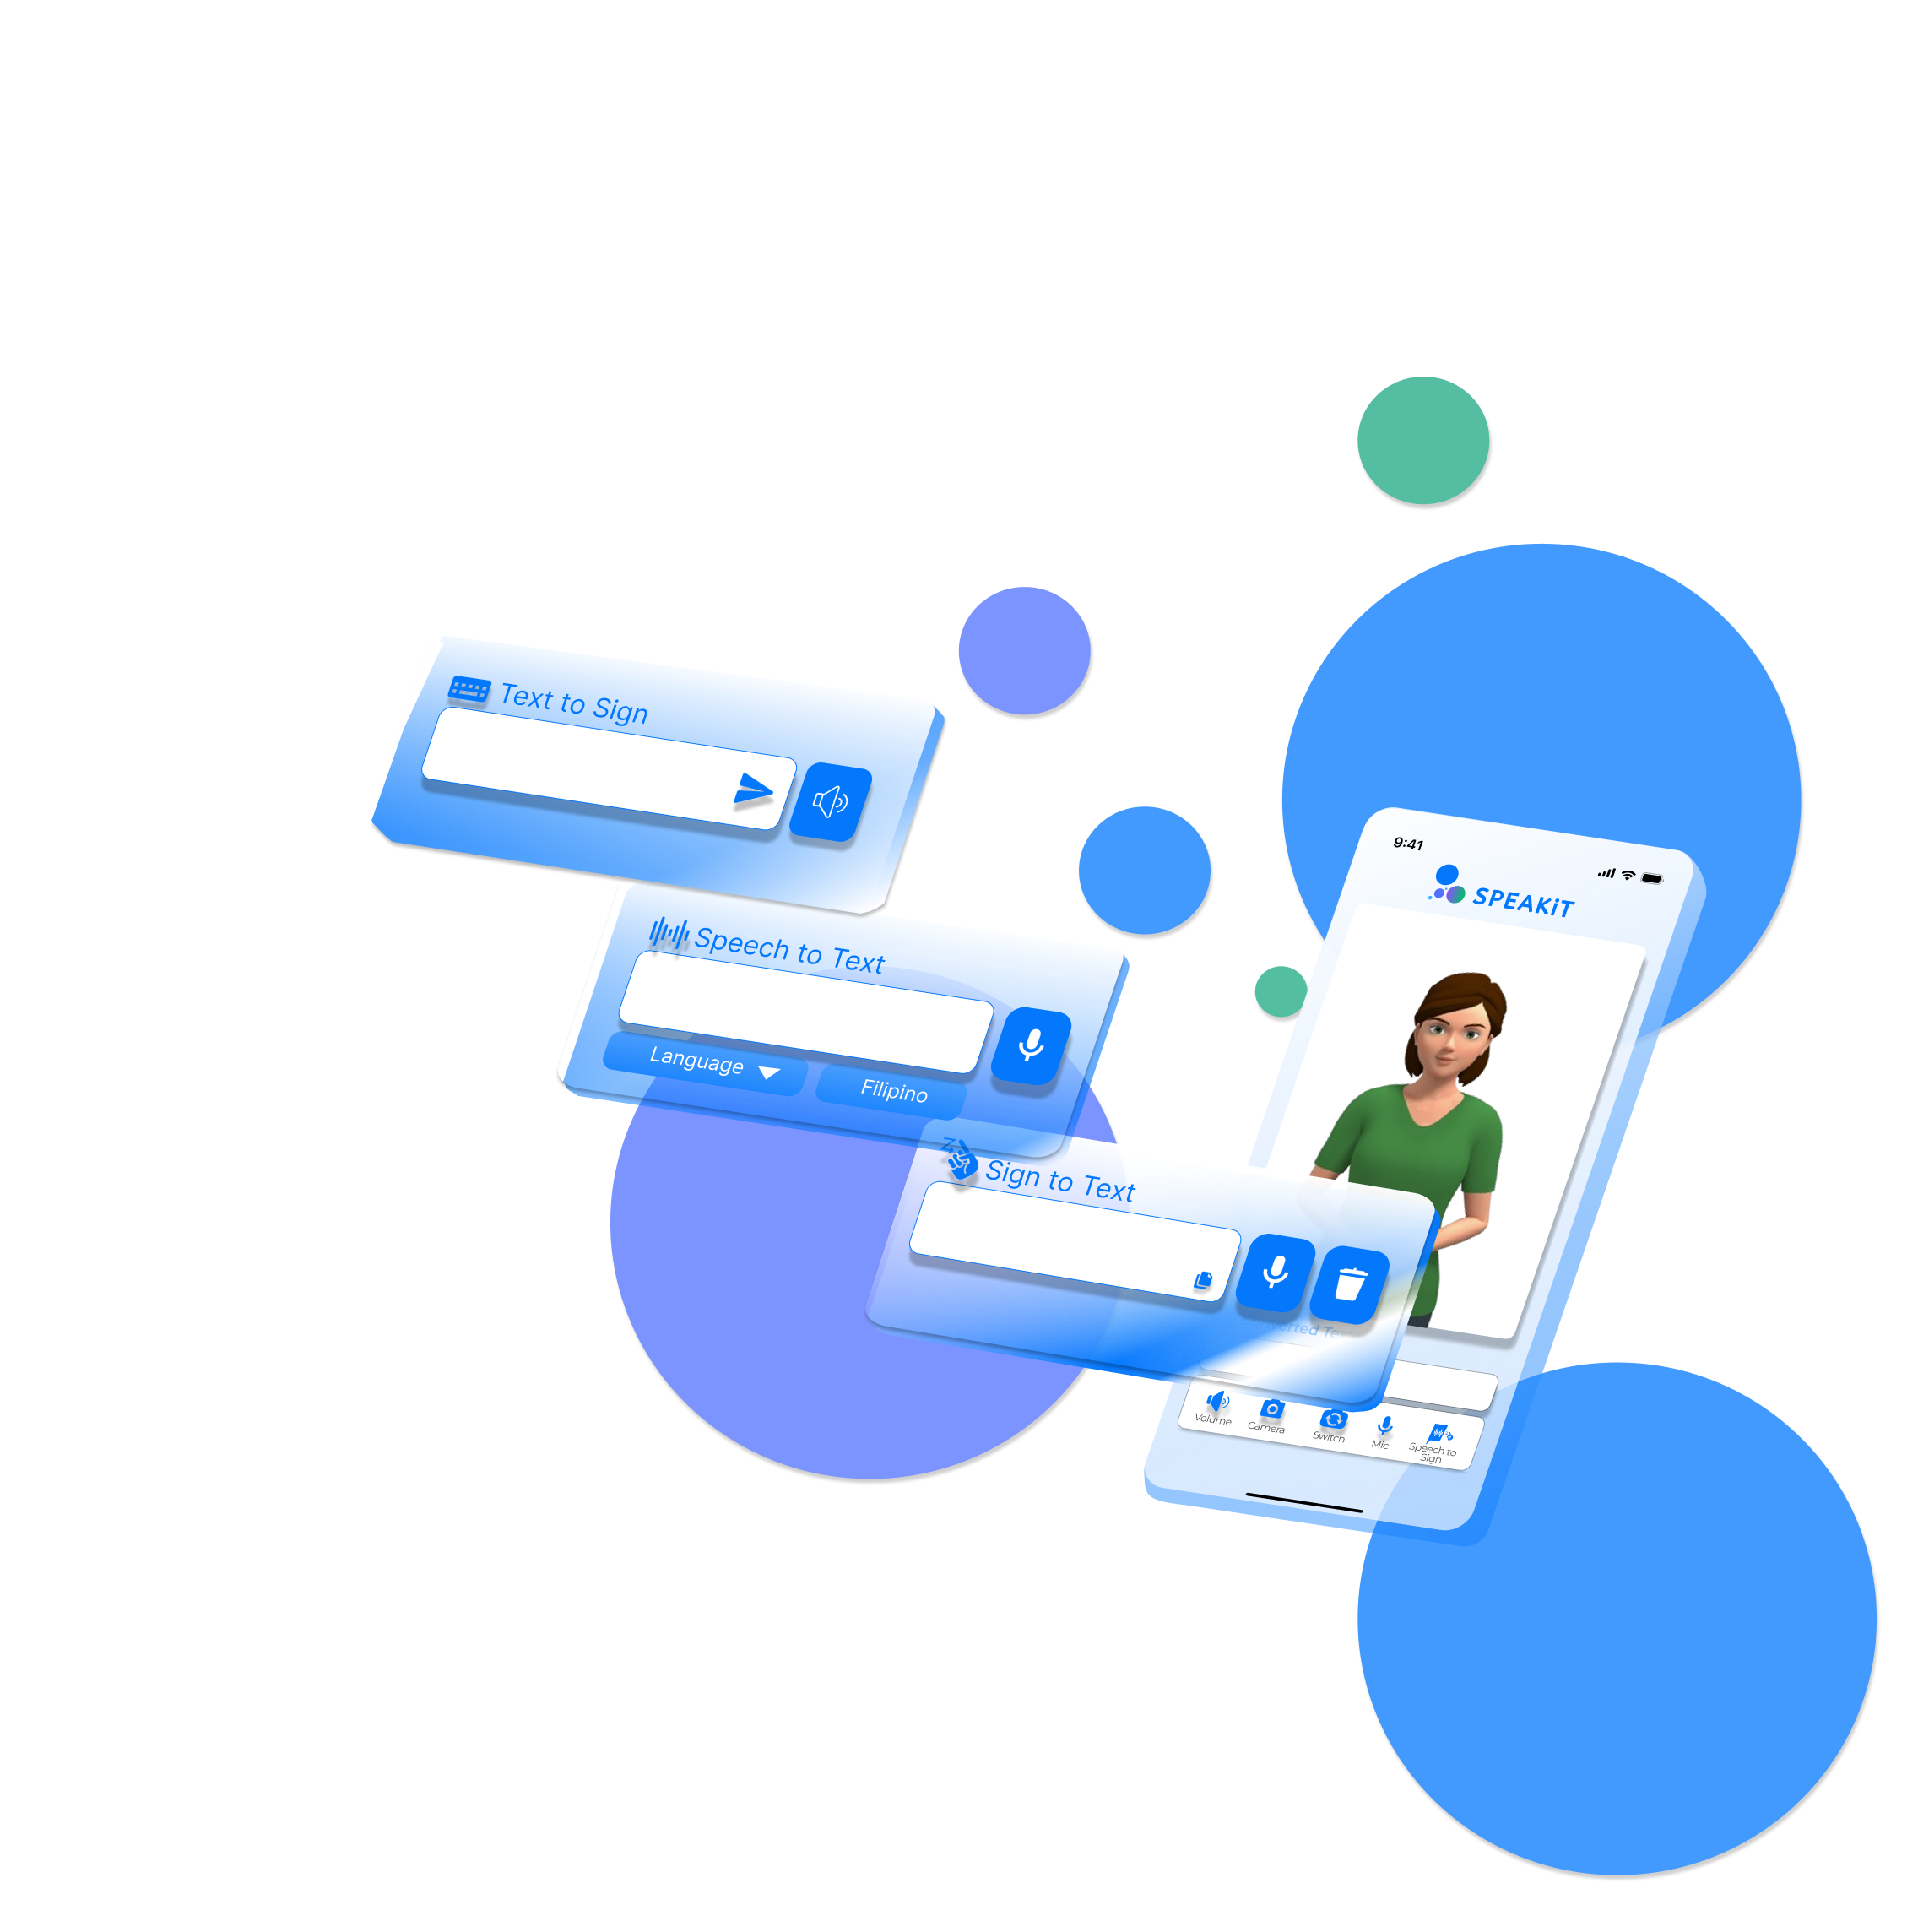 Text to Sign
9:41
SPEAKiT
Speech to Text
Language
Filipino
Z
Sign to Text
Volume
Camera
Switch
Mic
Speech to
Sign